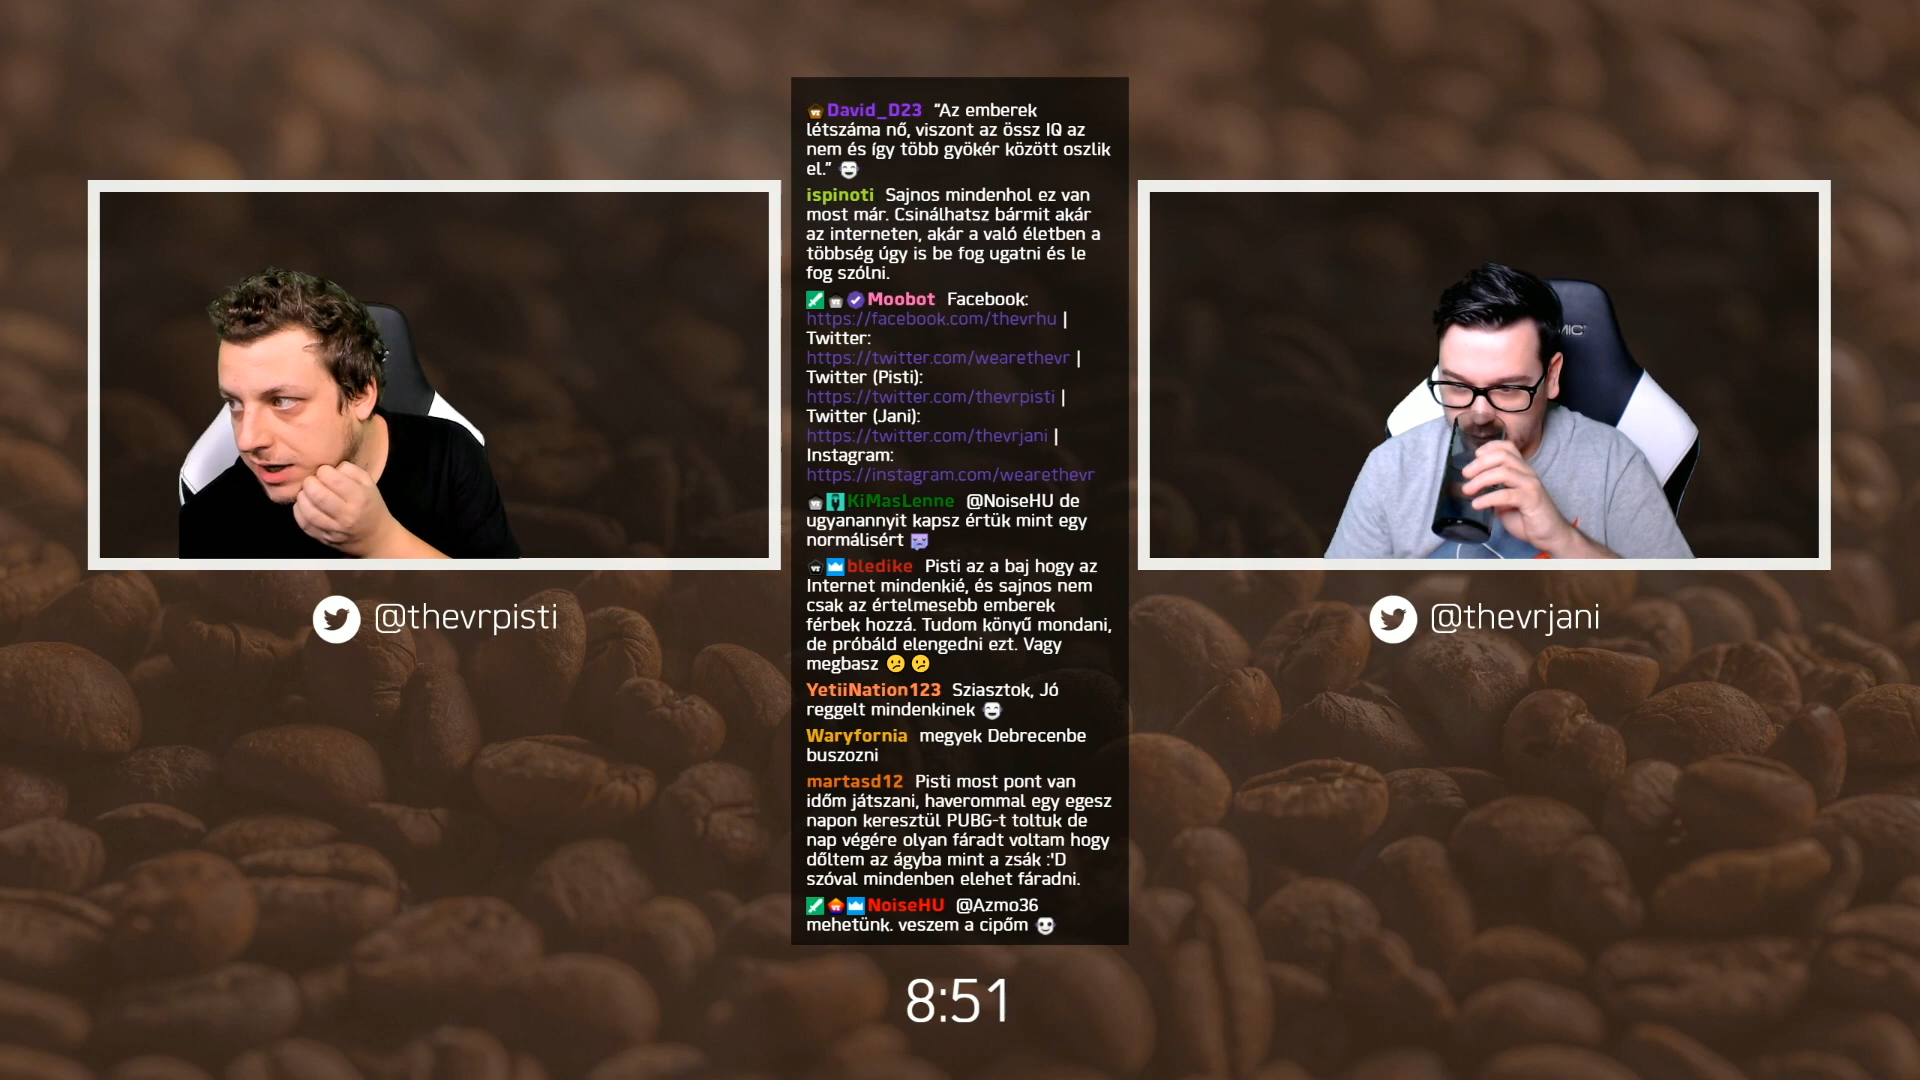 David_D23 "Az emberek
létszáma nő, viszont az össz IQ az
nem és így több gyökér között oszlik
el."
ispinoti Sajnos mindenhol ez van
most már. Csinálhatsz bármit akár
az interneten, akár a való életben a
többség úgy is be fog ugatni és le
fog szólni.
Moobot Facebook:
https://facebook.com/thevrhu |
Twitter:
https://twitter.com/wearethevr |
Twitter (Pisti):
https://twitter.com/thevrpisti |
Twitter (Jani):
https://twitter.com/thevrjani |
Instagram:
https://instagram.com/wearethevr
KiMasLenne @NoiseHU de
ugyanannyit kapsz értük mint egy
normálisért
bledike Pisti az a baj hogy az
Internet mindenkié, és sajnos nem
csak az értelmesebb emberek
férbek hozzá. Tudom könyű mondani,
de próbáld elengedni ezt. Vagy
megbasz
YetiiNation123 Sziasztok, Jó
reggelt mindenkinek
Waryfornia megyek Debrecenbe
buszozni
martasd12 Pisti most pont van
időm játszani, haverommal egy egesz
napon keresztül PUBG-t toltuk de
nap végére olyan fáradt voltam hogy
dőltem az ágyba mint a zsák :'D
szóval mindenben elehet fáradni.
NoiseHU @Azmo36
mehetünk. veszem a cipőm
@thevrpisti
@thevrjani
8:51